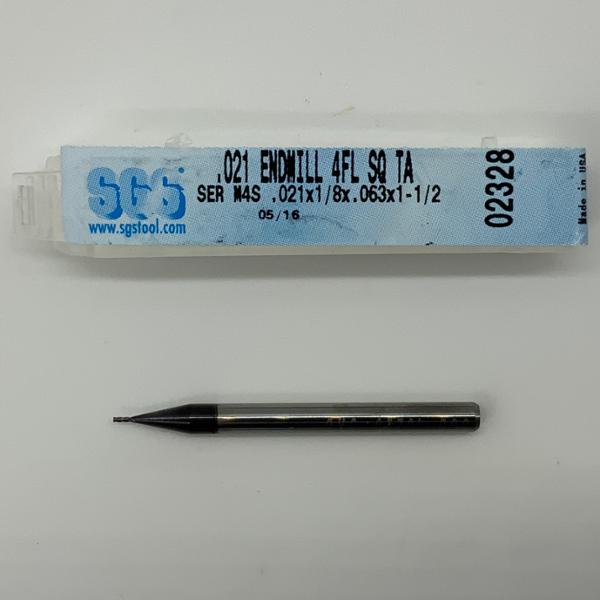 .021 ENDMILL 4FL SQ TA
SER M4S .021x1/8x.063x1-1/2
05/16
SGS
www.sgstool.com
02328
Made in USA